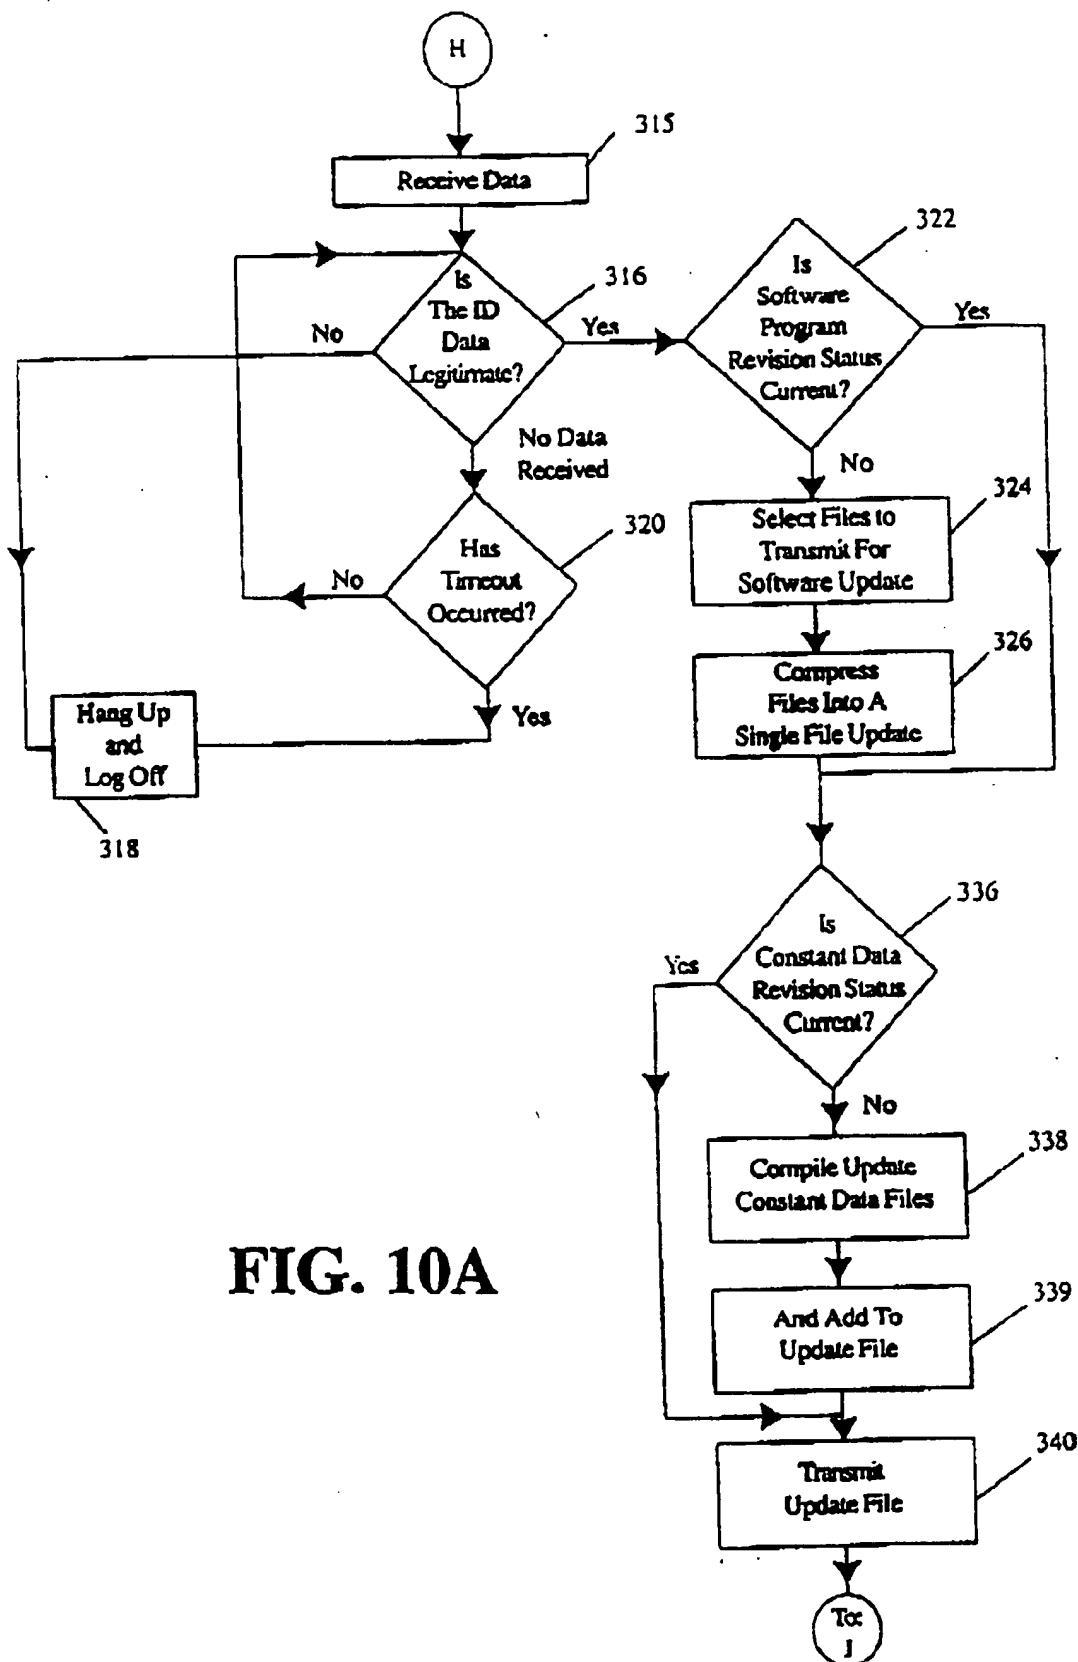 H
315
Receive Data
322
Is
The ID
Data
Legitimate?
316
No
Yes
Is
Software
Program
Revision Status
Current?
Yes
No Data
Received
No
324
Select Files to
Transmit For
Software Update
320
Has
Timeout
Occurred?
No
Yes
326
Compress
Files Into A
Single File Update
Hang Up
and
Log Off
318
336
Is
Constant Data
Revision Status
Current?
Yes
No
338
Compile Update
Constant Data Files
FIG. 10A
339
And Add To
Update File
340
Transmit
Update File
To:
J